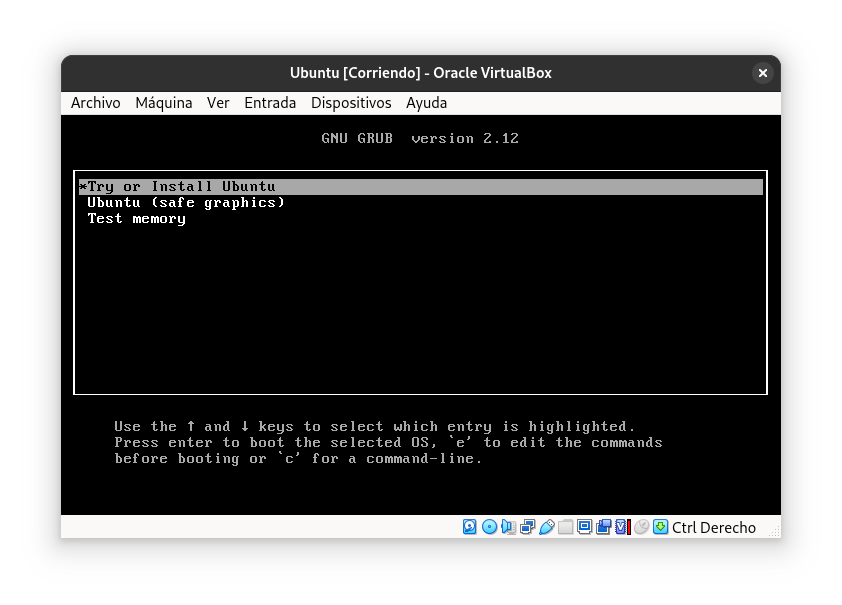 Ubuntu [Corriendo] - Oracle VirtualBox
Archivo Máquina Ver Entrada Dispositivos Ayuda
GNU GRUB version 2.12
*Try or Install Ubuntu
Ubuntu (safe graphics)
Test memory
Use the ↑ and ↓ keys to select which entry is highlighted.
Press enter to boot the selected OS, `e' to edit the commands
before booting or `c' for a command-line.
Ctrl Derecho